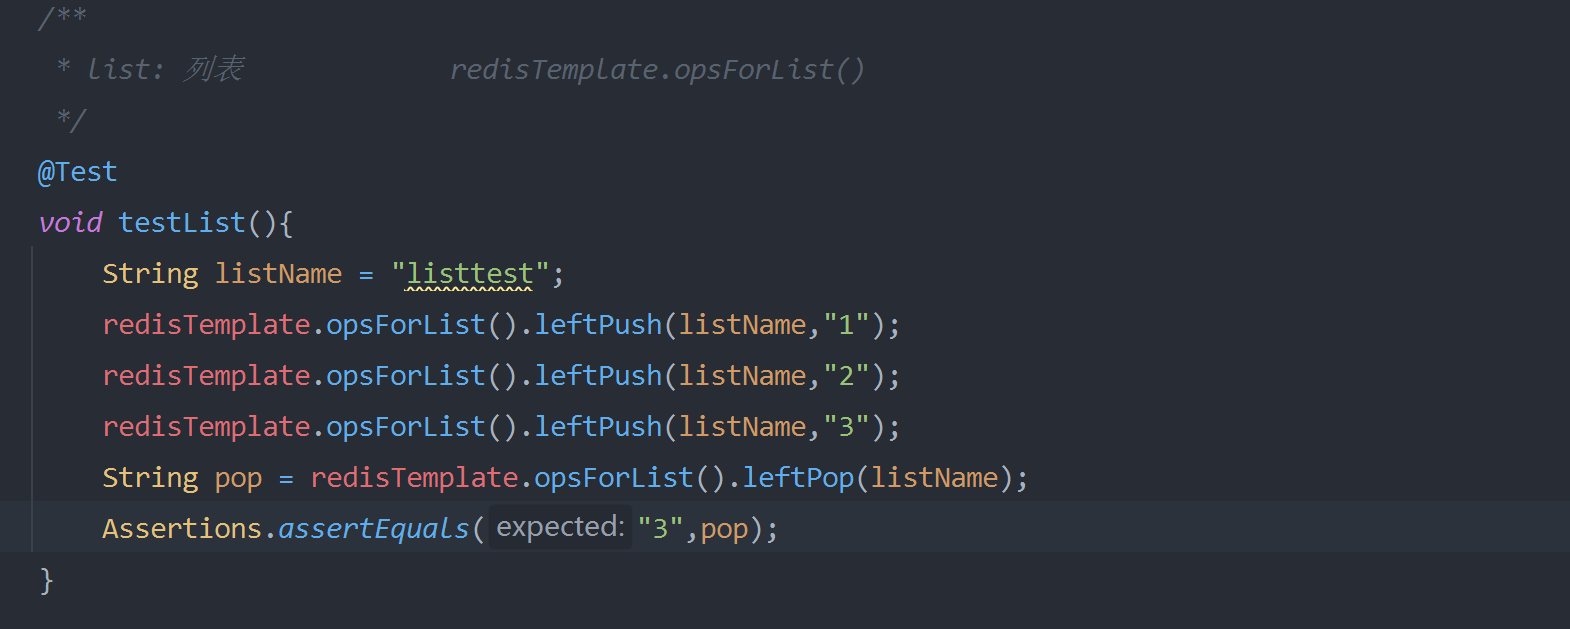 /**
 * list: 列表 redisTemplate.opsForList()
 */
@Test
void testList(){
    String listName = "listtest";
    redisTemplate.opsForList().leftPush(listName,"1");
    redisTemplate.opsForList().leftPush(listName,"2");
    redisTemplate.opsForList().leftPush(listName,"3");
    String pop = redisTemplate.opsForList().leftPop(listName);
    Assertions.assertEquals( expected: "3",pop);
}